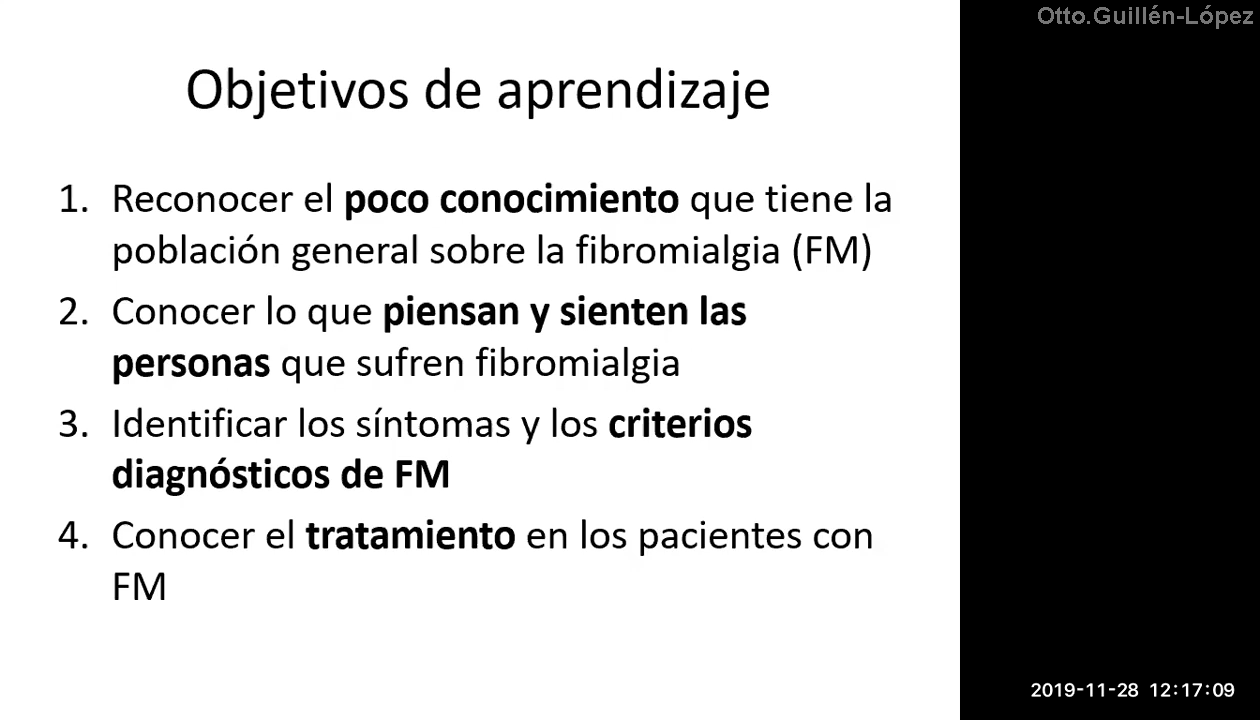 Otto.Guillén-López
Objetivos de aprendizaje
1. Reconocer el poco conocimiento que tiene la
población general sobre la fibromialgia (FM)
2. Conocer lo que piensan y sienten las
personas que sufren fibromialgia
3. Identificar los síntomas y los criterios
diagnósticos de FM
4. Conocer el tratamiento en los pacientes con
FM
2019-11-28 12:17:09